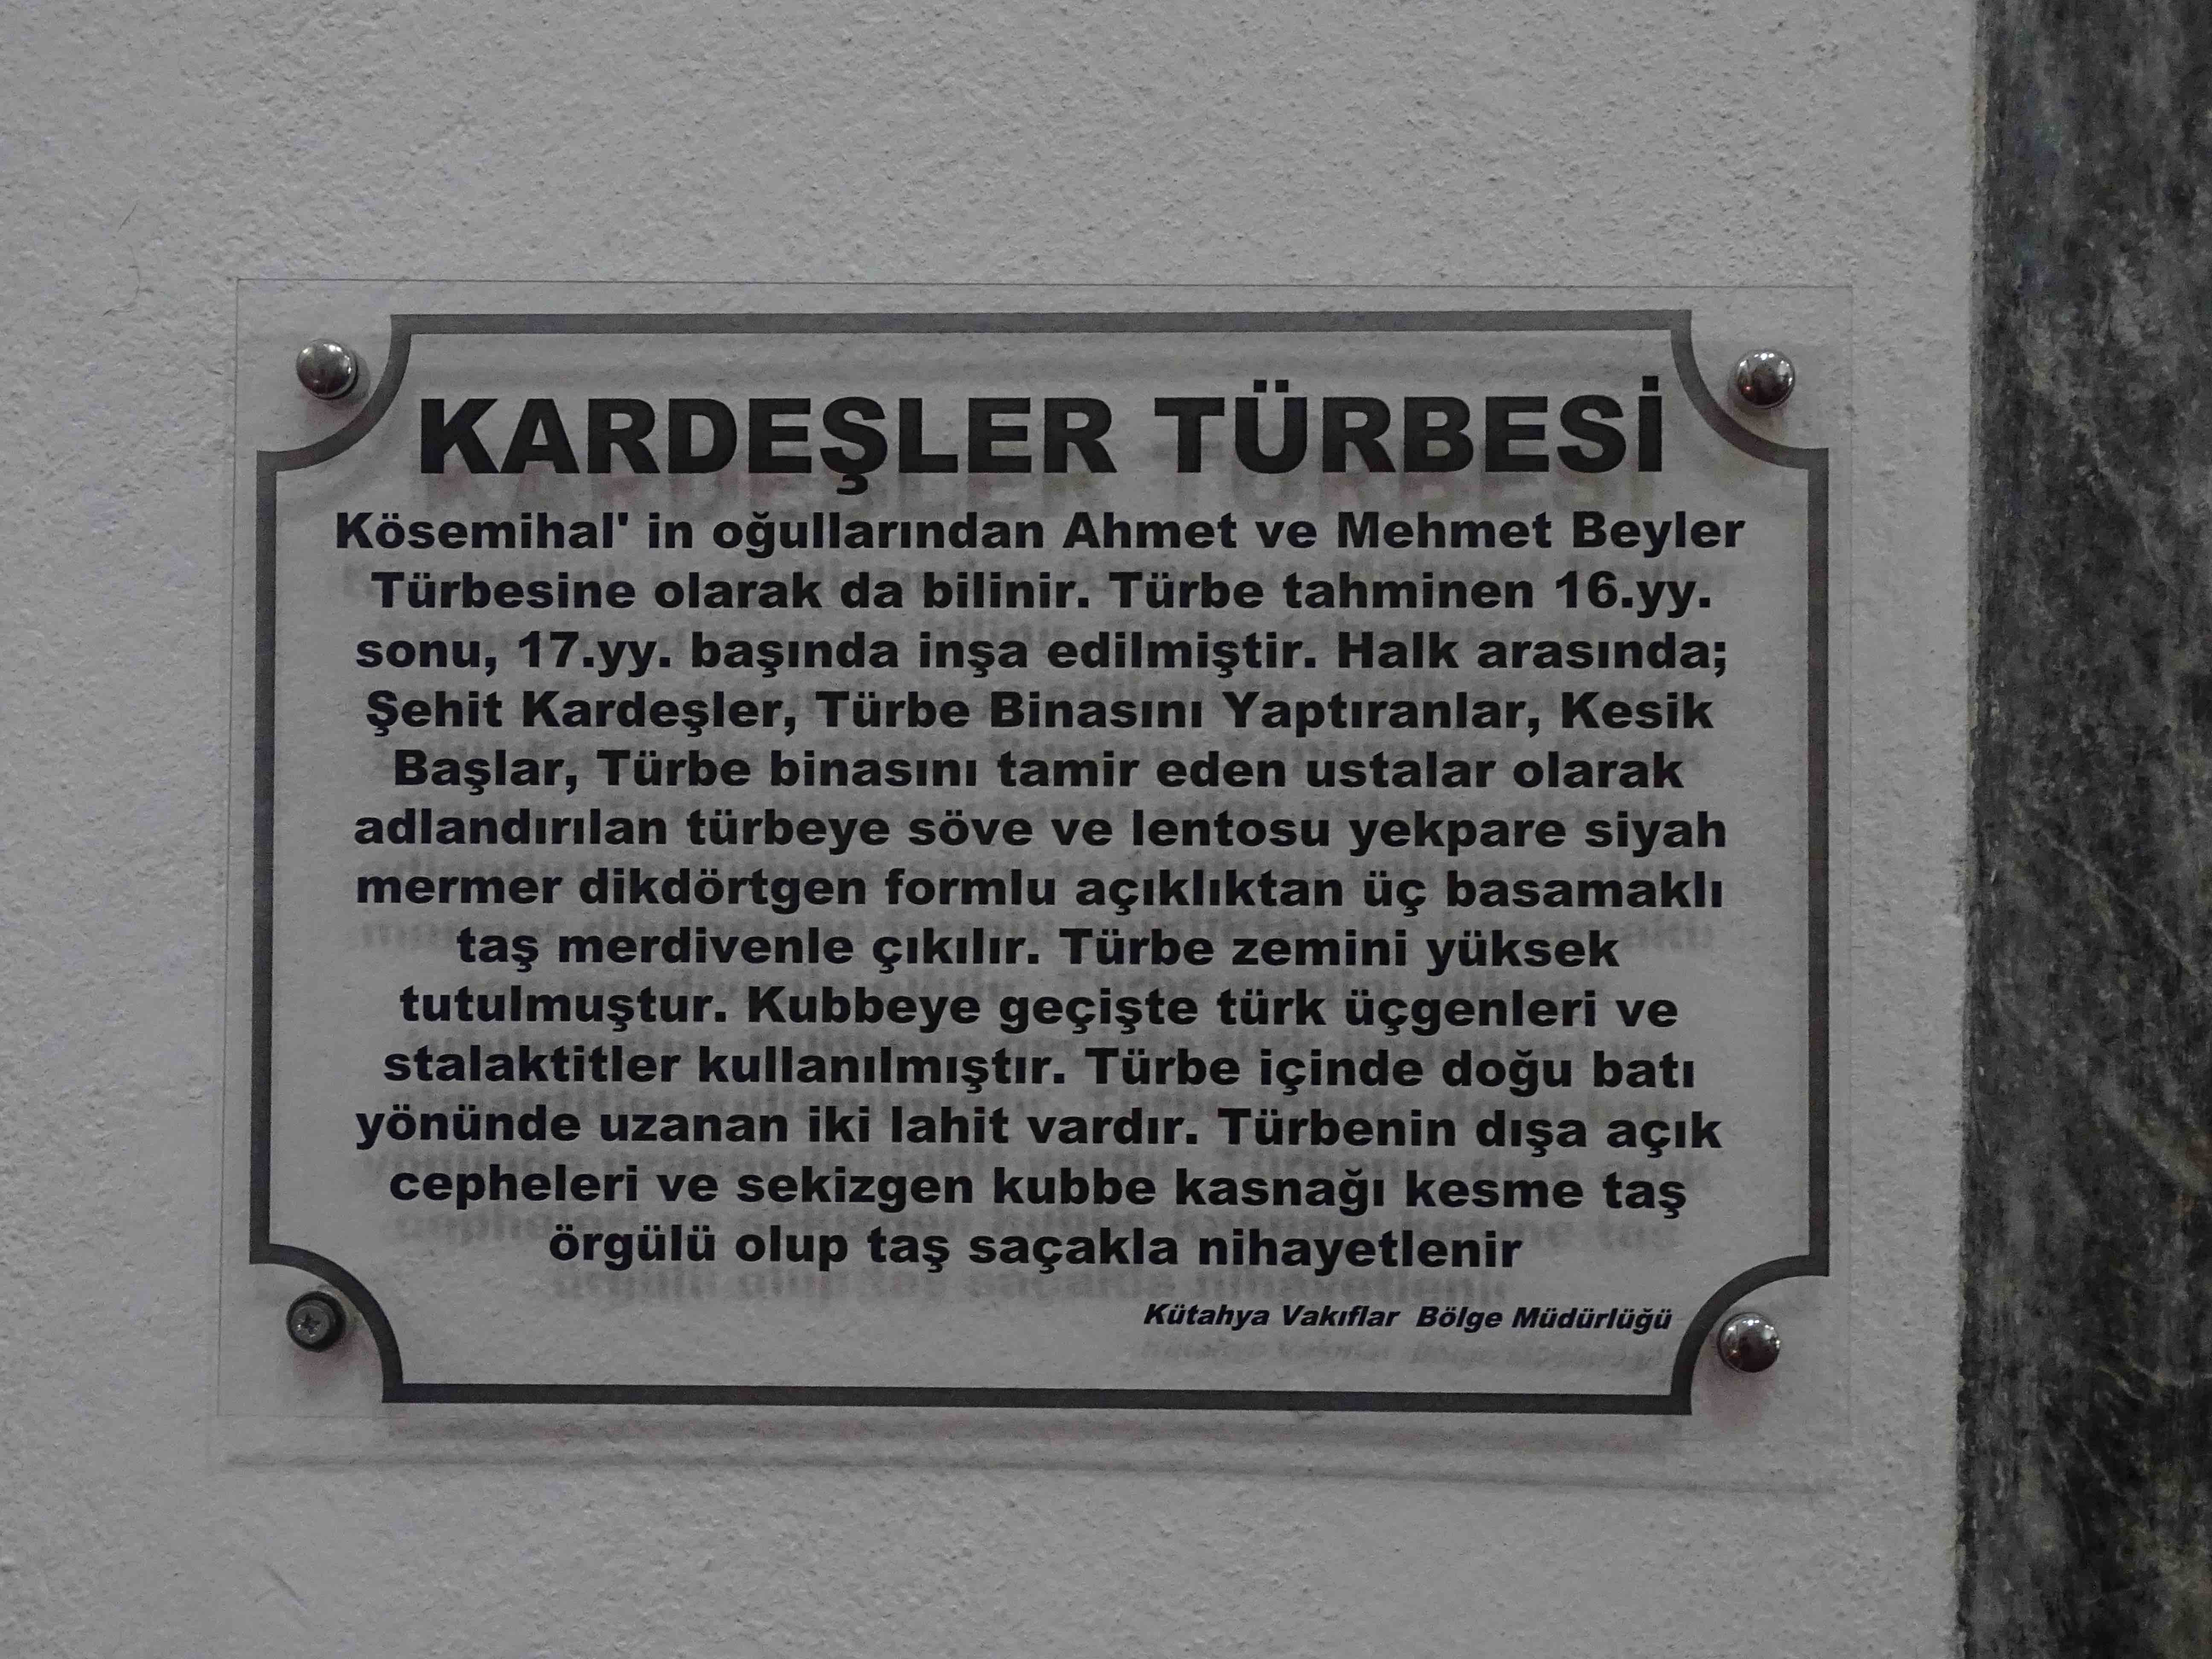 KARDEŞLER TÜRBESİ
Kösemihal' in oğullarından Ahmet ve Mehmet Beyler
Türbesine olarak da bilinir. Türbe tahminen 16.yy.
sonu, 17.yy. başında inşa edilmiştir. Halk arasında;
Şehit Kardeşler, Türbe Binasını Yaptıranlar, Kesik
Başlar, Türbe binasını tamir eden ustalar olarak
adlandırılan türbeye söve ve lentosu yekpare siyah
mermer dikdörtgen formlu açıklıktan üç basamaklı
taş merdivenle çıkılır. Türbe zemini yüksek
tutulmuştur. Kubbeye geçişte türk üçgenleri ve
stalaktitler kullanılmıştır. Türbe içinde doğu batı
yönünde uzanan iki lahit vardır. Türbenin dışa açık
cepheleri ve sekizgen kubbe kasnağı kesme taş
örgülü olup taş saçakla nihayetlenir
Kütahya Vakıflar Bölge Müdürlüğü